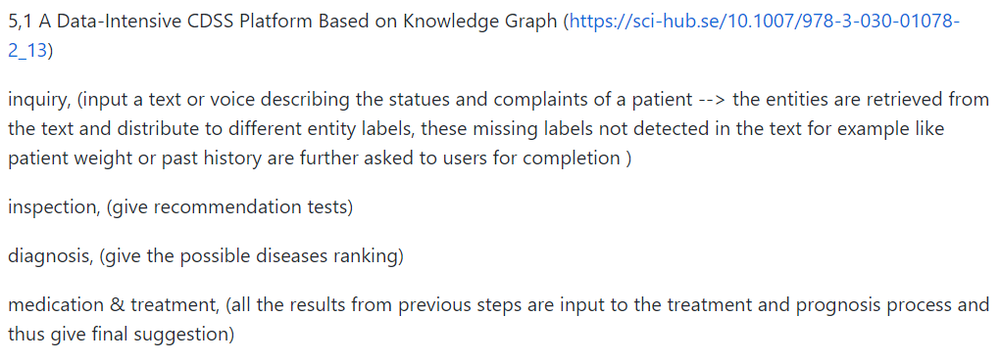 5,1 A Data-Intensive CDSS Platform Based on Knowledge Graph (https://sci-hub.se/10.1007/978-3-030-01078-
2_13)
inquiry, (input a text or voice describing the statues and complaints of a patient --> the entities are retrieved from
the text and distribute to different entity labels, these missing labels not detected in the text for example like
patient weight or past history are further asked to users for completion )
inspection, (give recommendation tests)
diagnosis, (give the possible diseases ranking)
medication & treatment, (all the results from previous steps are input to the treatment and prognosis process and
thus give final suggestion)